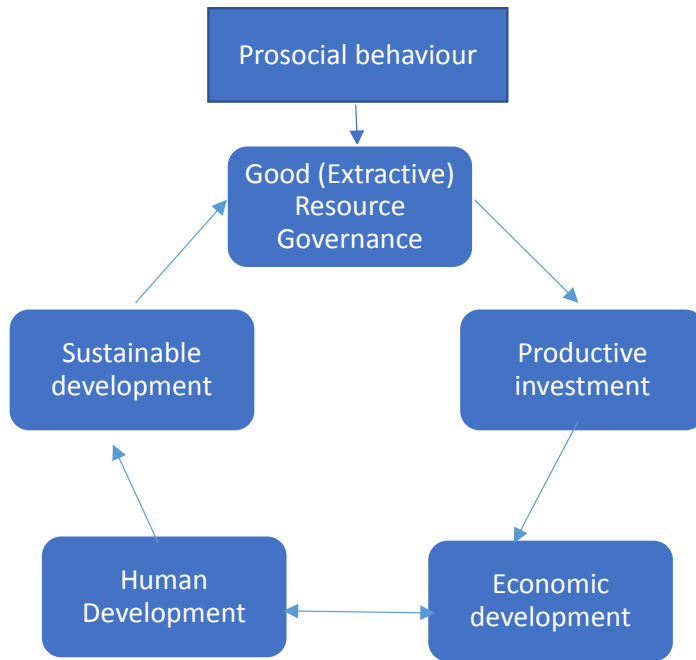 Prosocial behaviour
Good (Extractive)
Resource
Governance
Sustainable
development
Productive
investment
Human
Development
Economic
development